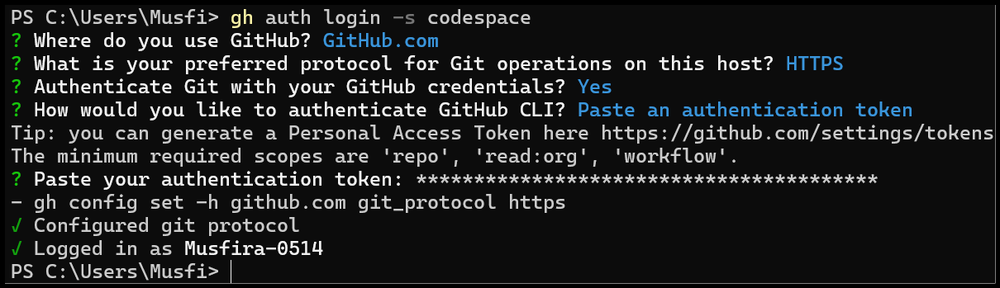 PS C:\Users\Musfi> gh auth login -s codespace
? Where do you use GitHub? GitHub.com
? What is your preferred protocol for Git operations on this host? HTTPS
? Authenticate Git with your GitHub credentials? Yes
? How would you like to authenticate GitHub CLI? Paste an authentication token
Tip: you can generate a Personal Access Token here https://github.com/settings/tokens
The minimum required scopes are 'repo', 'read:org', 'workflow'.
? Paste your authentication token: ****************************************
- gh config set -h github.com git_protocol https
√ Configured git protocol
√ Logged in as Musfira-0514
PS C:\Users\Musfi>